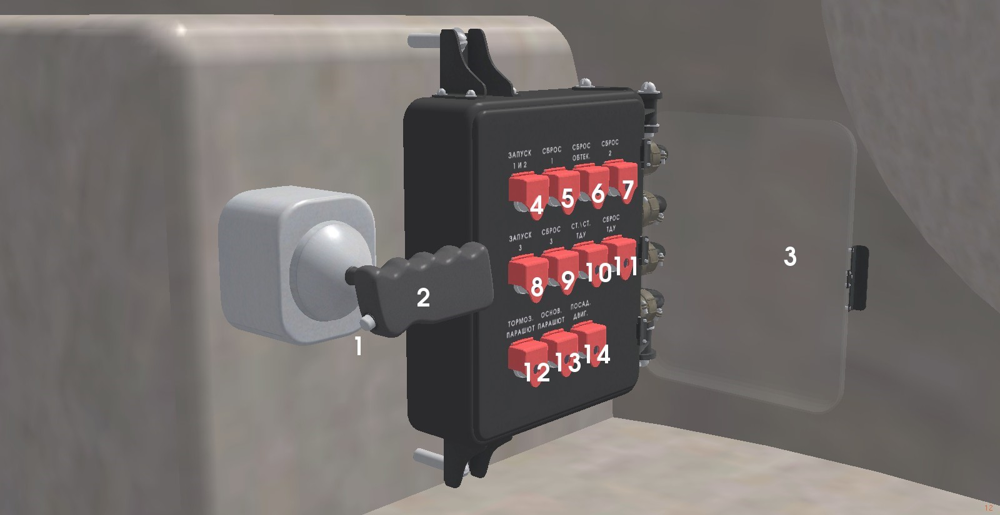 ЗАПУСК СБРОС СБРОС СБРОС
1 И 2 1 ОБТЕК. 2
4 5 6 7
ЗАПУСК СБРОС СТ.\СТ. СБРОС
3 3 ТДУ ТДУ
8 9 10 11
3
2
1
ТОРМОЗ. ОСНОВ. ПОСАД.
ПАРАШЮТ ПАРАШЮТ ДВИГ.
12 13 14
12